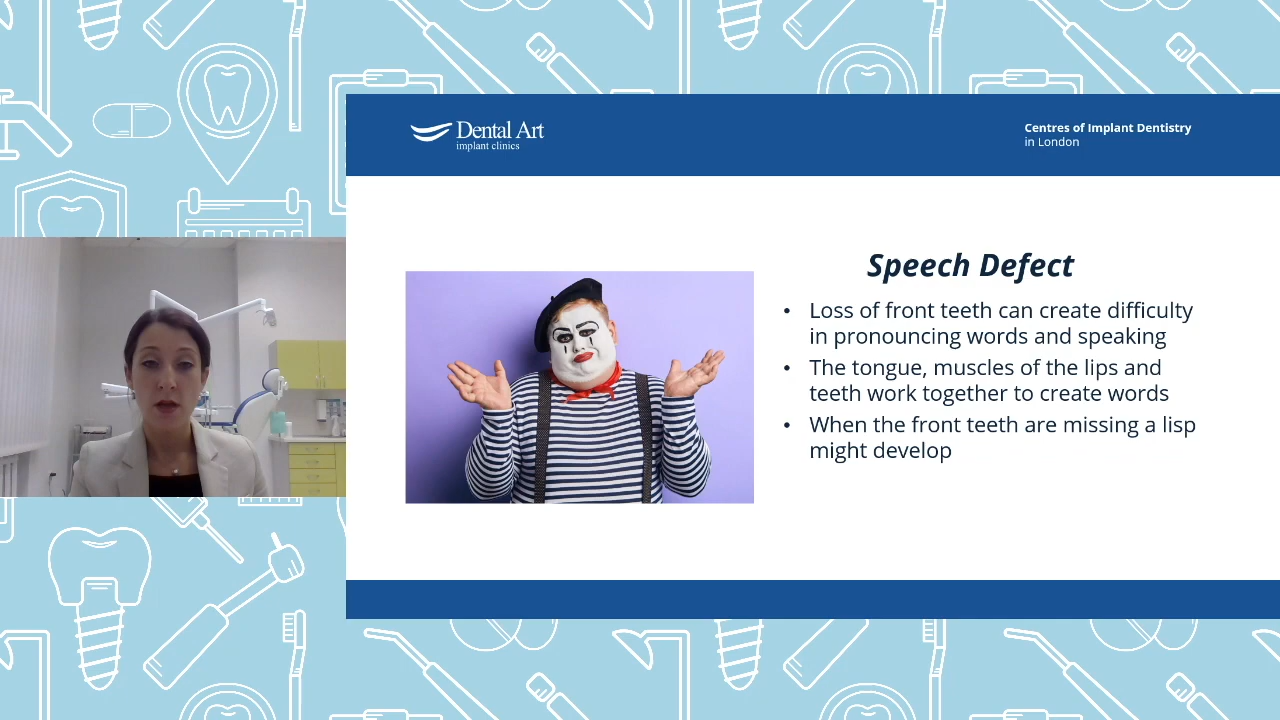 Dental Art
implant clinics
Centres of Implant Dentistry
in London
Speech Defect
• Loss of front teeth can create difficulty
in pronouncing words and speaking
• The tongue, muscles of the lips and
teeth work together to create words
• When the front teeth are missing a lisp
might develop